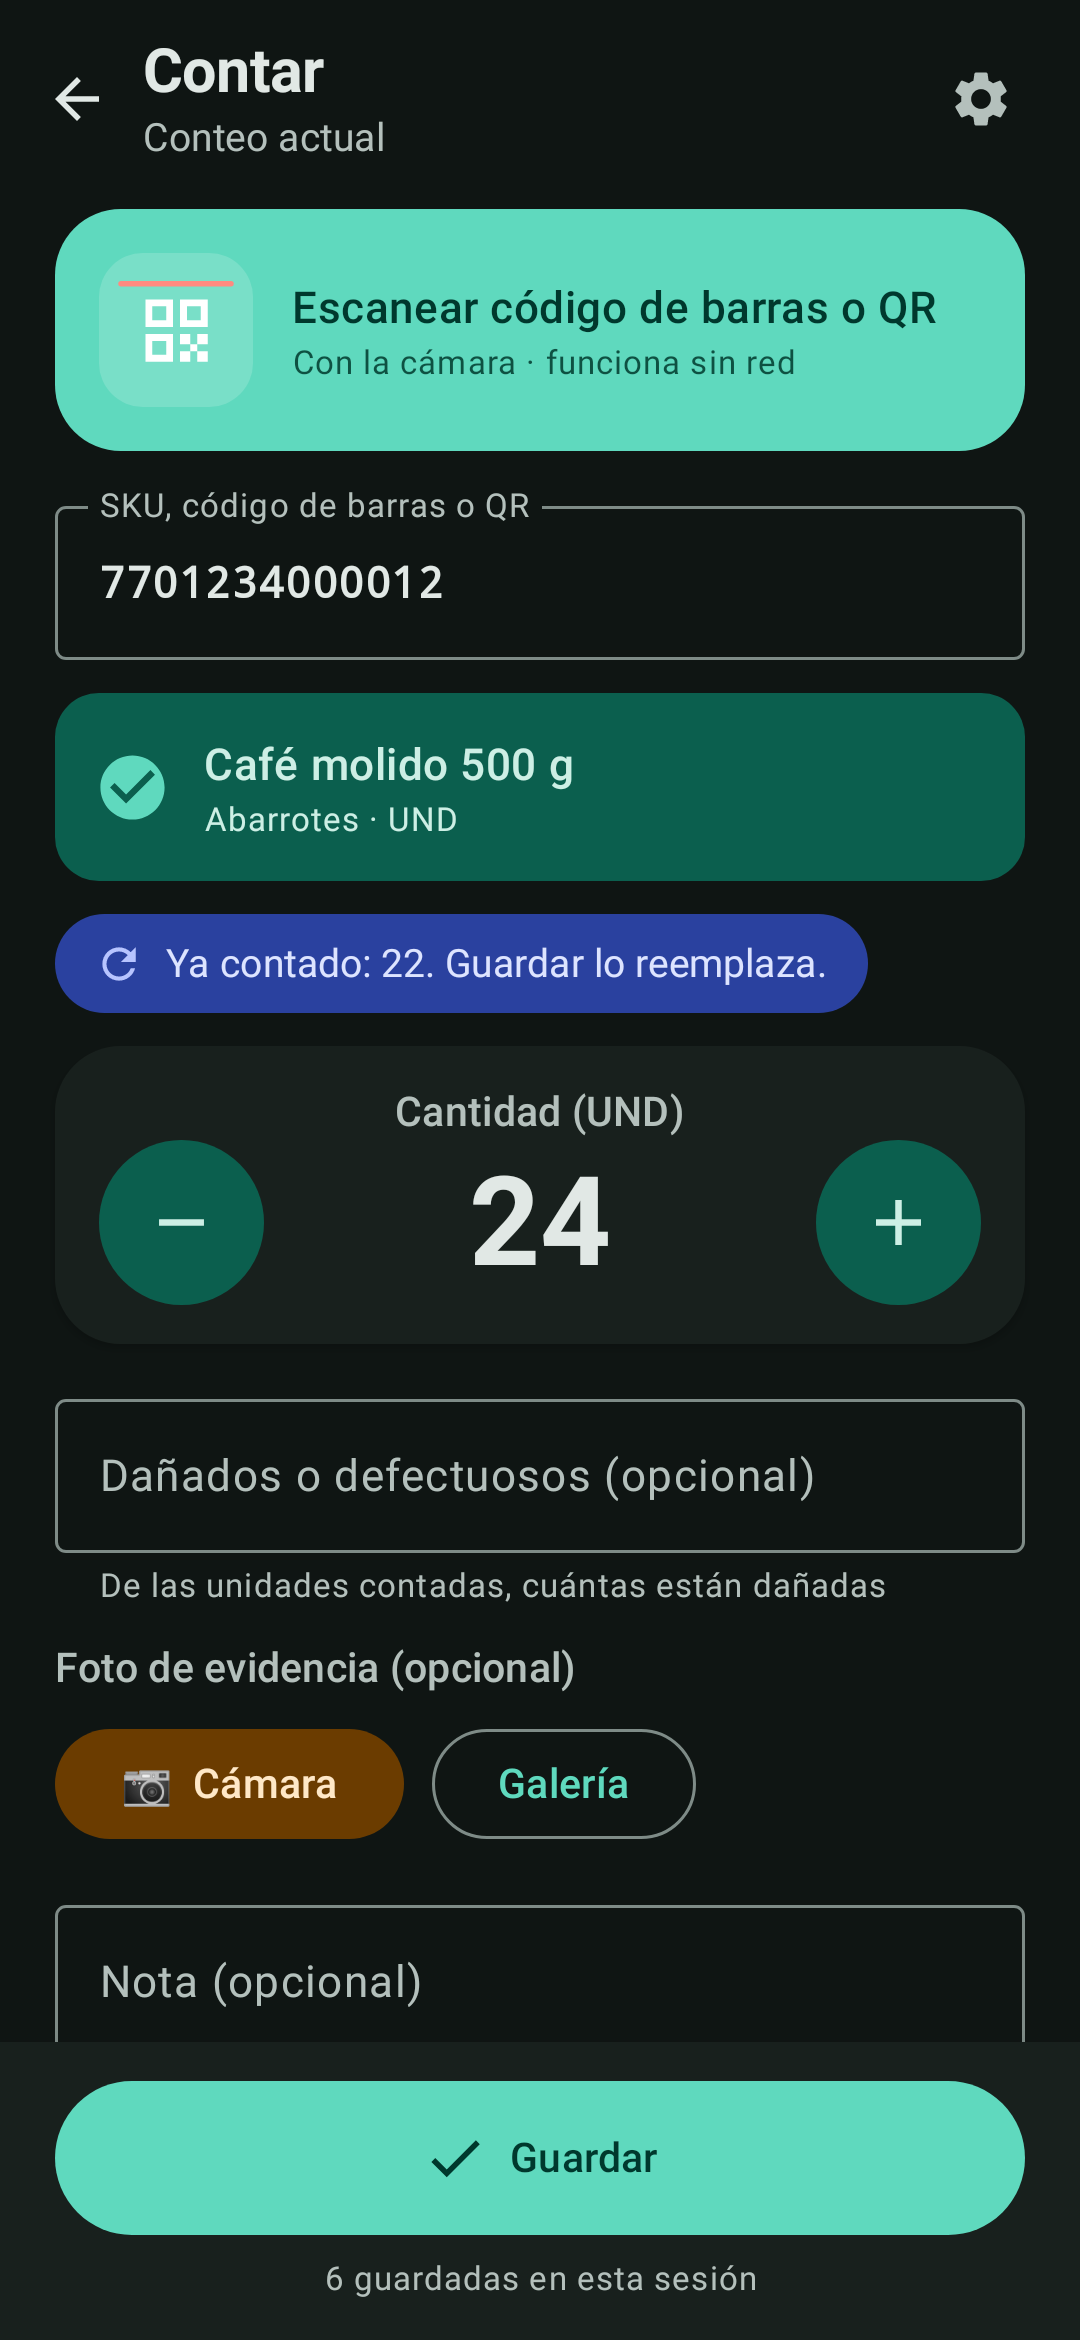 Contar
Conteo actual
Escanear código de barras o QR
Con la cámara · funciona sin red
SKU, código de barras o QR
7701234000012
Café molido 500 g
Abarrotes · UND
Ya contado: 22. Guardar lo reemplaza.
Cantidad (UND)
24
Dañados o defectuosos (opcional)
De las unidades contadas, cuántas están dañadas
Foto de evidencia (opcional)
Cámara
Galería
Nota (opcional)
Guardar
6 guardadas en esta sesión